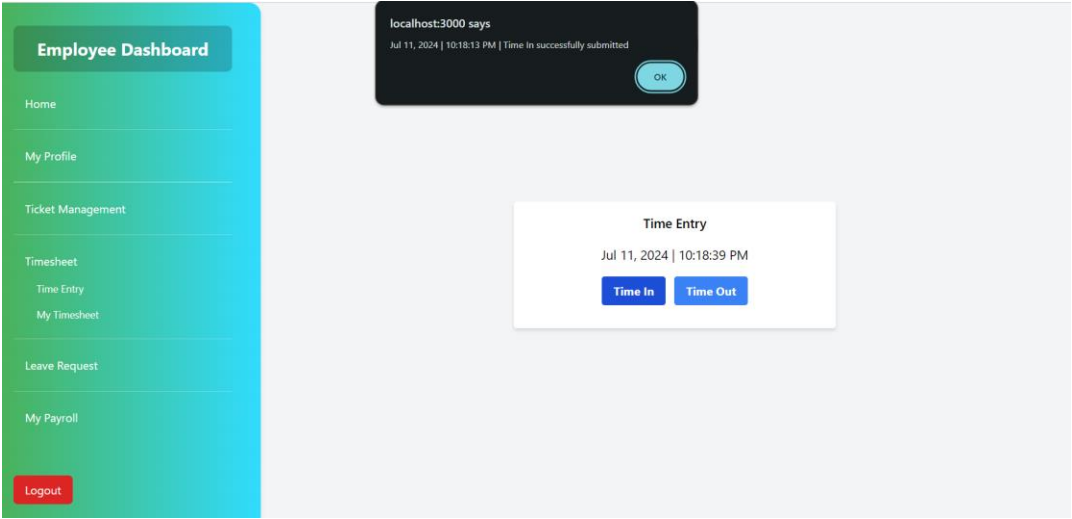 Employee Dashboard
Home
My Profile
Ticket Management
Timesheet
Time Entry
My Timesheet
Leave Request
My Payroll
Logout
localhost:3000 says
Jul 11, 2024 | 10:18:13 PM | Time In successfully submitted
OK
Time Entry
Jul 11, 2024 | 10:18:39 PM
Time In Time Out